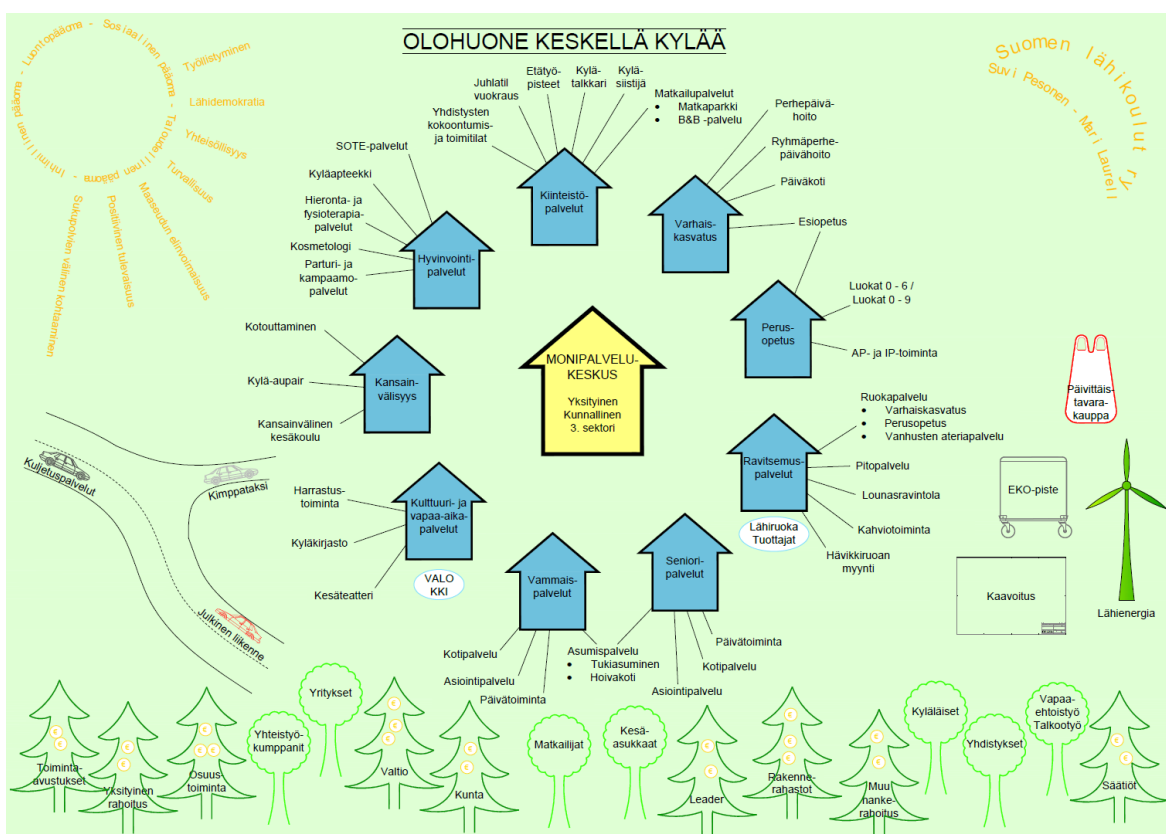 OLOHUONE KESKELLÄ KYLÄÄ
Luontopääoma - Sosiaalinen pääoma - Taloudellinen pääoma - Inhimillinen pääoma -
Työllistyminen
Lähidemokratia
Yhteisöllisyys
Turvallisuus
Maaseudun elinvoimaisuus
Positiivinen tulevaisuus
Sukupolvien välinen kohtaaminen
Suomen lähikoulut ry
Suvi Pesonen - Mari Laurell
Yhdistysten
kokoontumis-
ja toimitilat
Juhlatil
vuokraus
Etätyö-
pisteet
Kylä-
talkkari
Kylä-
siistijä
Matkailupalvelut
• Matkaparkki
• B&B -palvelu
Kiinteistö-
palvelut
Perhepäivä-
hoito
Ryhmäperhe-
päivähoito
Päiväkoti
Esiopetus
Varhais-
kasvatus
Luokat 0 - 6 /
Luokat 0 - 9
AP- ja IP-toiminta
Perus-
opetus
SOTE-palvelut
Kyläapteekki
Hieronta- ja
fysioterapia-
palvelut
Kosmetologi
Parturi- ja
kampaamo-
palvelut
Hyvinvointi-
palvelut
MONIPALVELU-
KESKUS
Yksityinen
Kunnallinen
3. sektori
Kotouttaminen
Kylä-aupair
Kansainvälinen
kesäkoulu
Kansain-
välisyys
Ruokapalvelu
• Varhaiskasvatus
• Perusopetus
• Vanhusten ateriapalvelu
Pitopalvelu
Lounasravintola
Kahviotoiminta
Hävikkiruoan
myynti
Ravitsemus-
palvelut
Lähiruoka
Tuottajat
Harrastus-
toiminta
Kyläkirjasto
Kesäteatteri
Kulttuuri- ja
vapaa-aika-
palvelut
VALO
KKI
Vammais-
palvelut
Kotipalvelu
Asiointipalvelu
Päivätoiminta
Asumispalvelu
• Tukiasuminen
• Hoivakoti
Seniori-
palvelut
Päivätoiminta
Kotipalvelu
Asiointipalvelu
Päivittäis-
tavara-
kauppa
EKO-piste
Kaavoitus
Lähienergia
Kuljetuspalvelut
Kimppataksi
Julkinen liikenne
€ €
Toiminta-
avustukset
€ €
Yksityinen
rahoitus
€ € €
Osuus-
toiminta
Yhteistyö-
kumppanit
Yritykset
€ € €
Valtio
€ €
Kunta
Matkailijat
Kesä-
asukkaat
€ €
Leader
€ € €
Rakenne-
rahastot
€ €
Muu
hanke-
rahoitus
Kyläläiset
Yhdistykset
Vapaa-
ehtoistyö
Talkootyö
€ €
Säätiöt